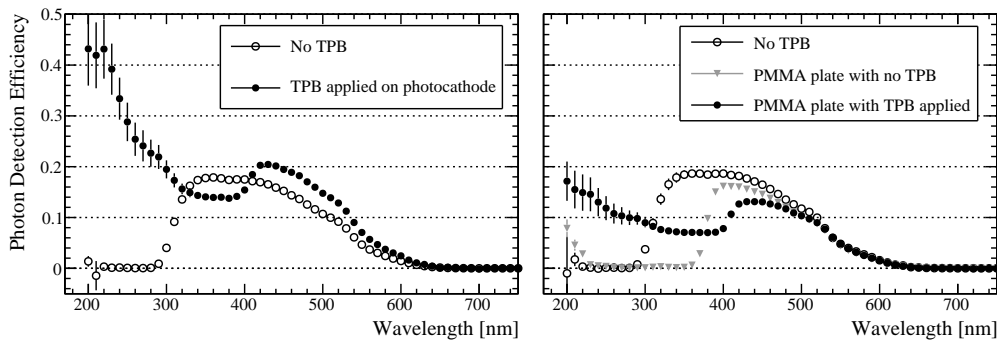 Photon Detection Efficiency
0.5
0.4
0.3
0.2
0.1
0
No TPB
TPB applied on photocathode
200 300 400 500 600 700
Wavelength [nm]
No TPB
PMMA plate with no TPB
PMMA plate with TPB applied
200 300 400 500 600 700
Wavelength [nm]